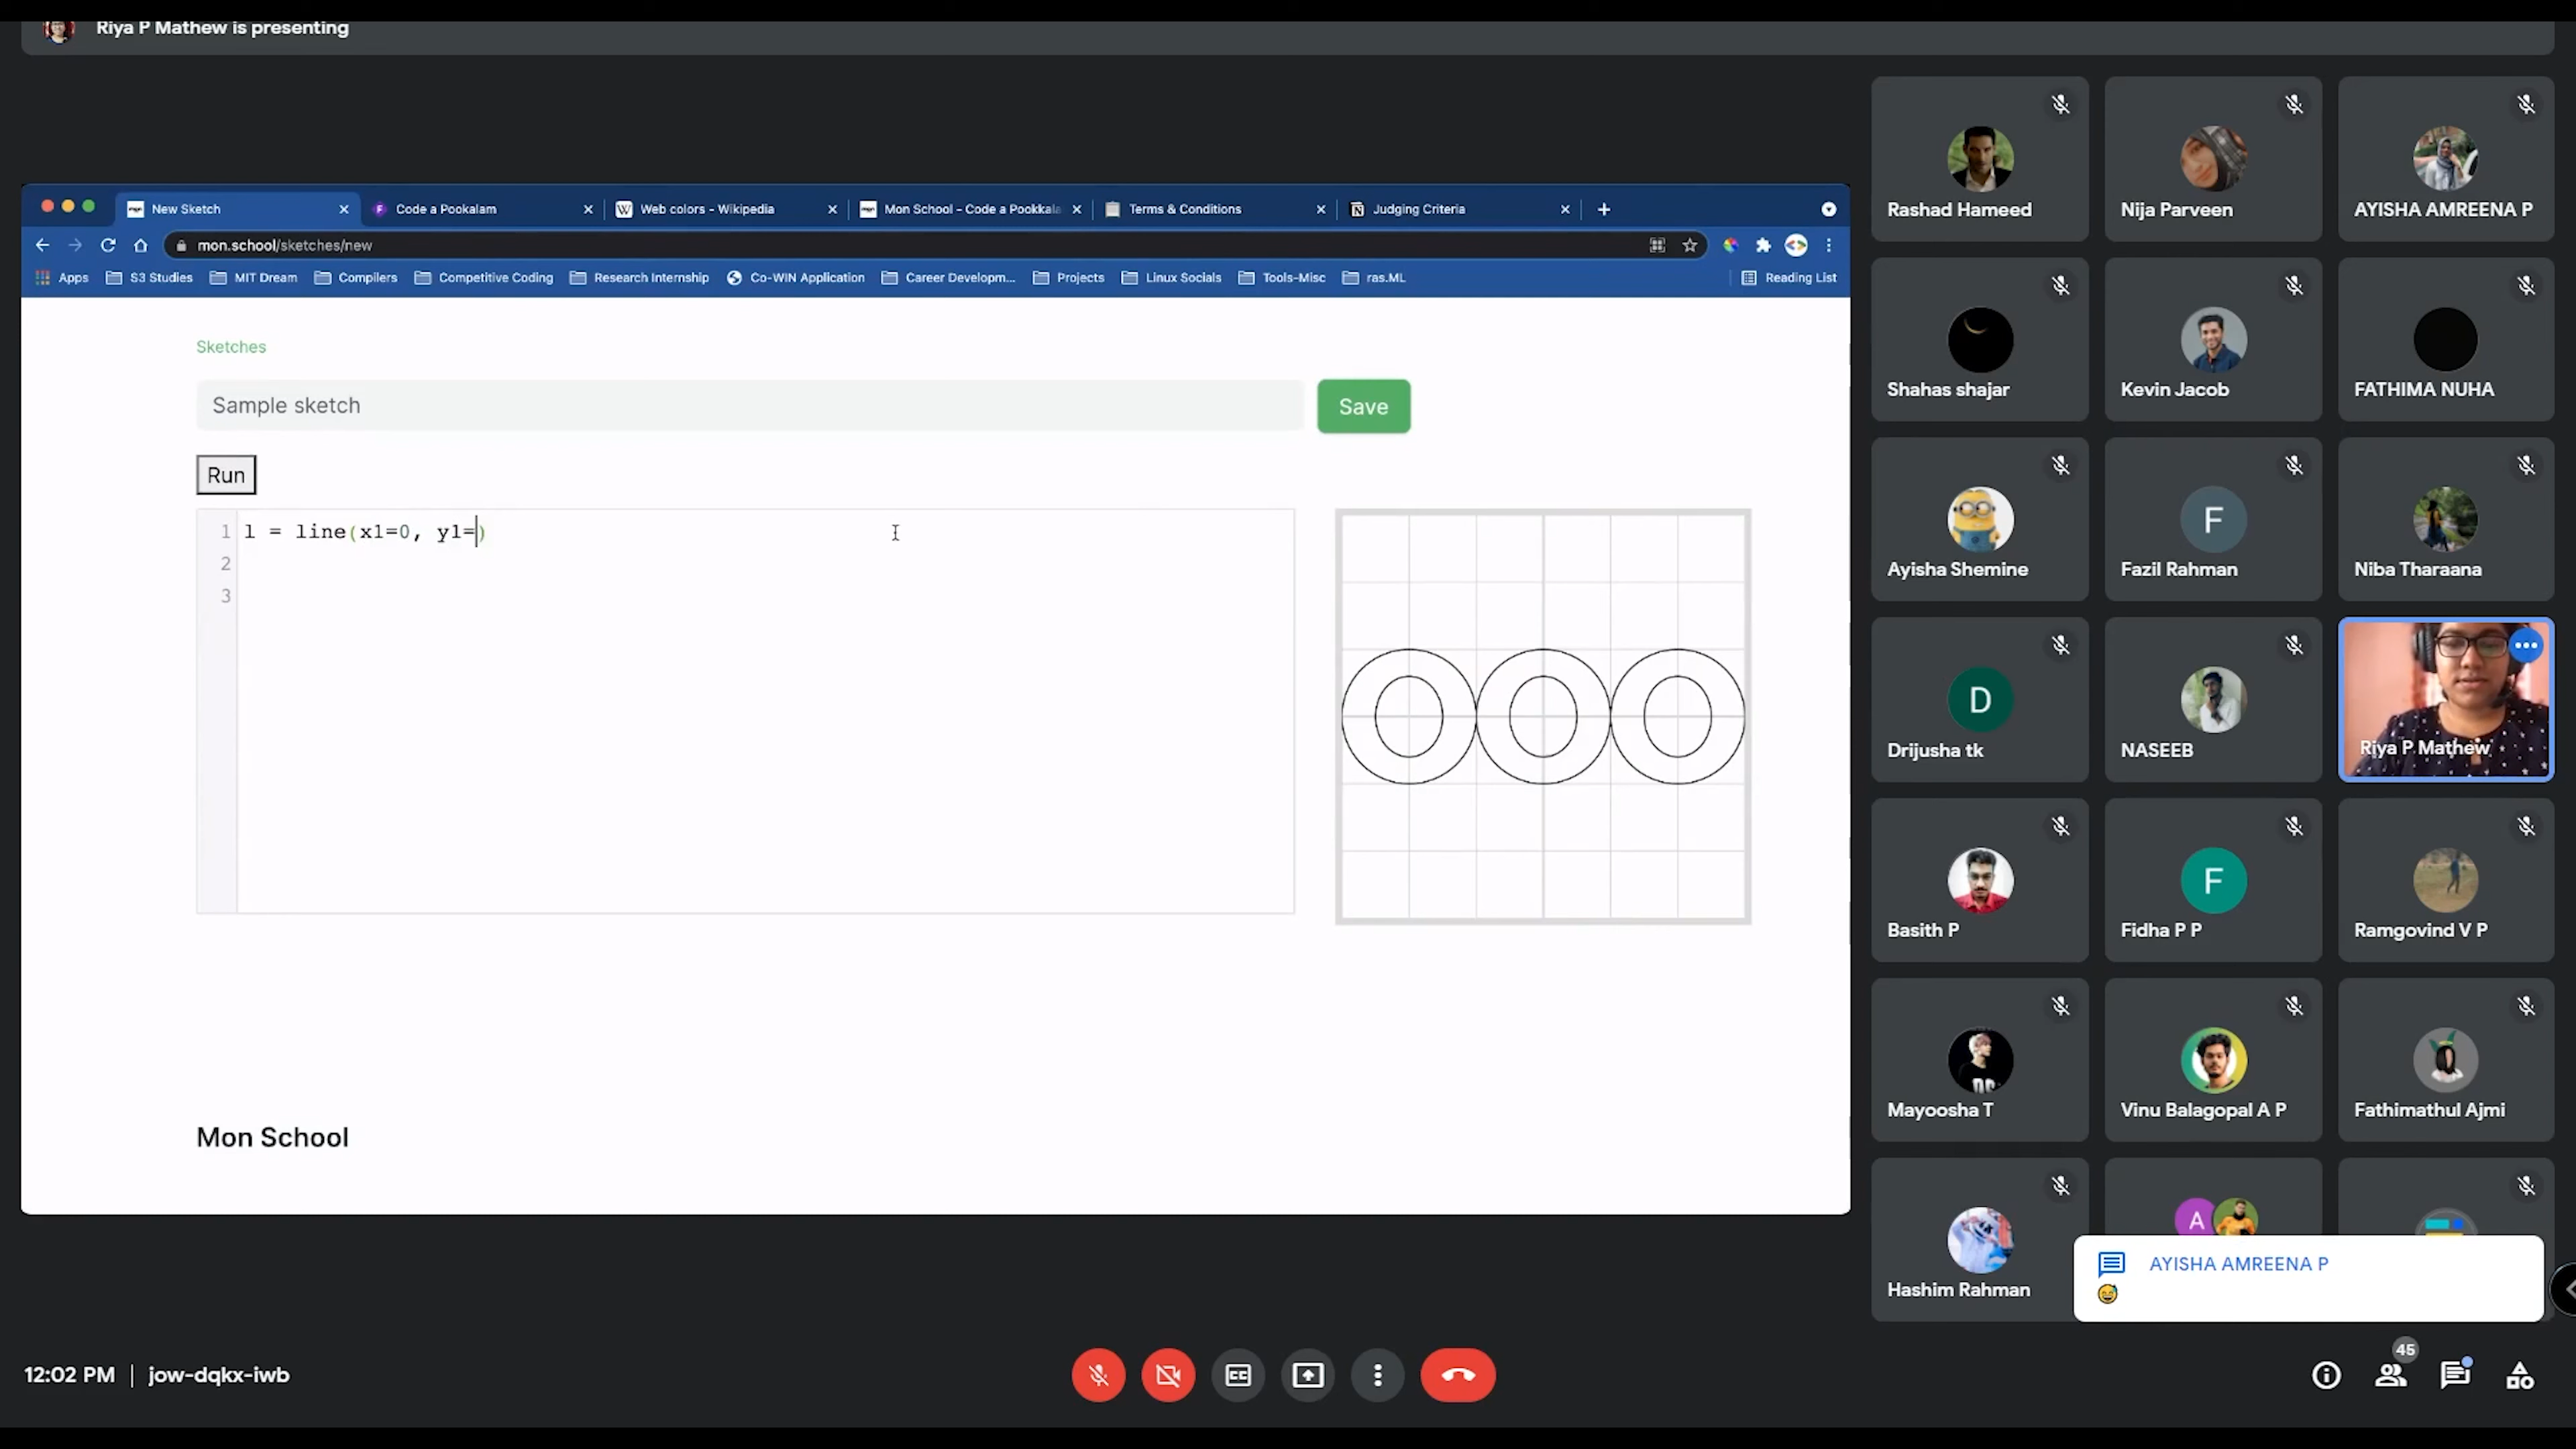 Riya P Mathew is presenting
New Sketch
Code a Pookalam
Web colors - Wikipedia
Mon School - Code a Pookkala
Terms & Conditions
Judging Criteria
mon.school/sketches/new
Apps
S3 Studies
MIT Dream
Compilers
Competitive Coding
Research Internship
Co-WIN Application
Career Developm...
Projects
Linux Socials
Tools-Misc
ras.ML
Reading List
Sketches
Sample sketch
Save
Run
1 l = line(x1=0, y1=)
2
3
Mon School
Rashad Hameed
Nija Parveen
AYISHA AMREENA P
Shahas shajar
Kevin Jacob
FATHIMA NUHA
Ayisha Shemine
F
Fazil Rahman
Niba Tharaana
D
Drijusha tk
NASEEB
Riya P Mathew
Basith P
F
Fidha P P
Ramgovind V P
Mayoosha T
Vinu Balagopal A P
Fathimathul Ajmi
Hashim Rahman
A
AYISHA AMREENA P
😅
12:02 PM | jow-dqkx-iwb
CC
45